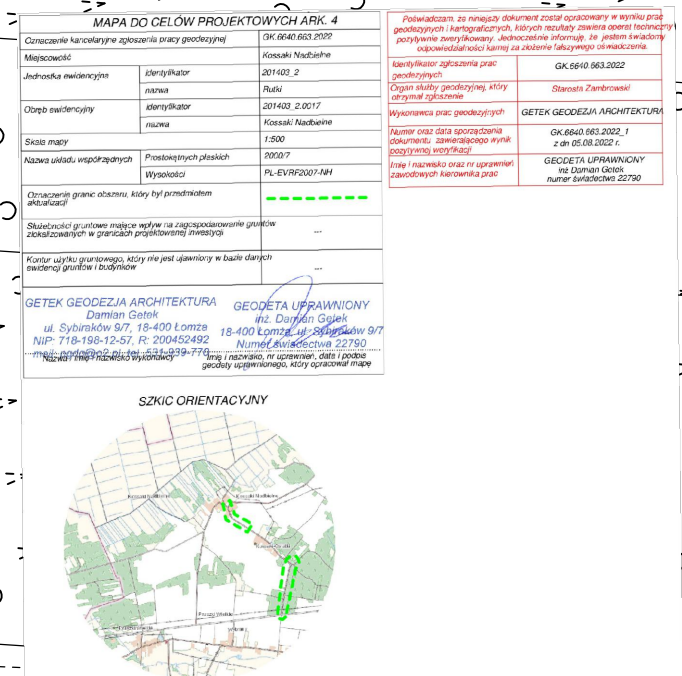 MAPA DO CELÓW PROJEKTOWYCH ARK. 4
Oznaczenie kancelaryjne zgłoszenia pracy geodezyjnej GK.6640.663.2022
Miejscowość Kossaki Nadbielne
Jednostka ewidencyjna identyfikator 201403_2
nazwa Rutki
Obręb ewidencyjny identyfikator 201403_2.0017
nazwa Kossaki Nadbielne
Skala mapy 1:500
Nazwa układu współrzędnych Prostokątnych płaskich 2000/7
Wysokości PL-EVRF2007-NH
Oznaczenie granic obszaru, który był przedmiotem
aktualizacji
Służebności gruntowe mające wpływ na zagospodarowanie gruntów
zlokalizowanych w granicach projektowanej inwestycji ---
Kontur użytku gruntowego, który nie jest ujawniony w bazie danych
ewidencji gruntów i budynków ---
GETEK GEODEZJA ARCHITEKTURA
Damian Getek
ul. Sybiraków 9/7, 18-400 Łomża
NIP: 718-198-12-57, R: 200452492
tel. 531-939-770
Nazwa i imię i nazwisko wykonawcy
GEODETA UPRAWNIONY
inż. Damian Getek
18-400 Łomża, ul. Sybiraków 9/7
Numer świadectwa 22790
Imię i nazwisko, nr uprawnień, data i podpis
geodety uprawnionego, który opracował mapę
Poświadczam, że niniejszy dokument został opracowany w wyniku prac
geodezyjnych i kartograficznych, których rezultaty zawiera operat techniczny
pozytywnie zweryfikowany. Jednocześnie informuję, że jestem świadomy
odpowiedzialności karnej za złożenie fałszywego oświadczenia.
Identyfikator zgłoszenia prac
geodezyjnych GK.6640.663.2022
Organ służby geodezyjnej, który
otrzymał zgłoszenie Starosta Zambrowski
Wykonawca prac geodezyjnych GETEK GEODEZJA ARCHITEKTURA
Numer oraz data sporządzenia
dokumentu zawierającego wynik
pozytywnej weryfikacji
GK.6640.663.2022_1
z dn 05.08.2022 r.
Imię i nazwisko oraz nr uprawnień
zawodowych kierownika prac
GEODETA UPRAWNIONY
inż Damian Getek
numer świadectwa 22790
SZKIC ORIENTACYJNY
Kossaki Nadbielne